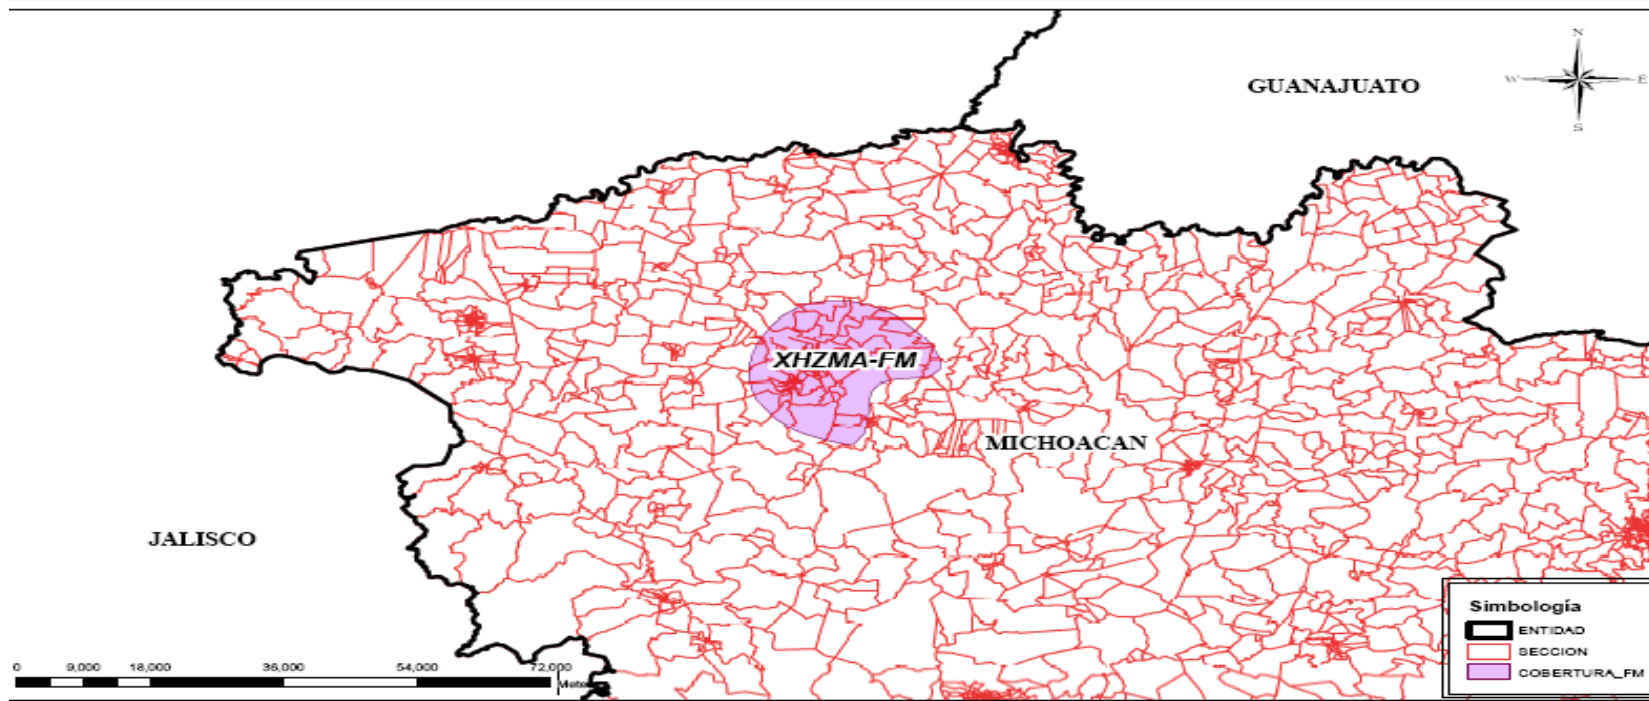 N
W E
S
GUANAJUATO
XHZMA-FM
MICHOACAN
JALISCO
Simbología
ENTIDAD
SECCION
COBERTURA_FM
0 9,000 18,000 36,000 54,000 72,000